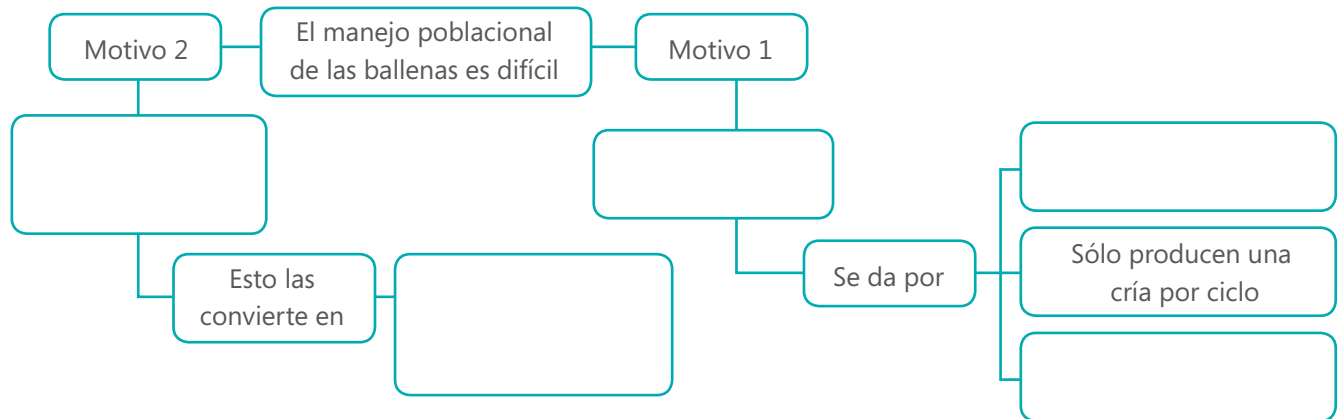 Motivo 2
El manejo poblacional
de las ballenas es difícil
Motivo 1
Esto las
convierte en
Se da por
Sólo producen una
cría por ciclo